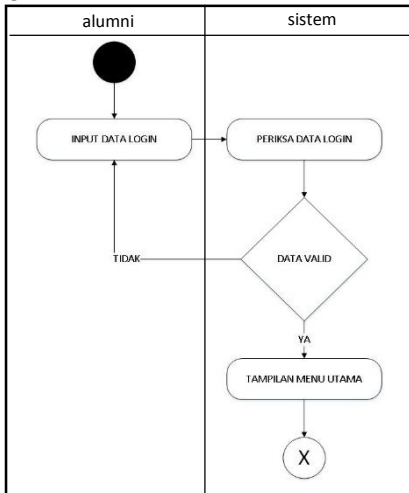 alumni
sistem
INPUT DATA LOGIN
PERIKSA DATA LOGIN
TIDAK
DATA VALID
YA
TAMPILAN MENU UTAMA
X